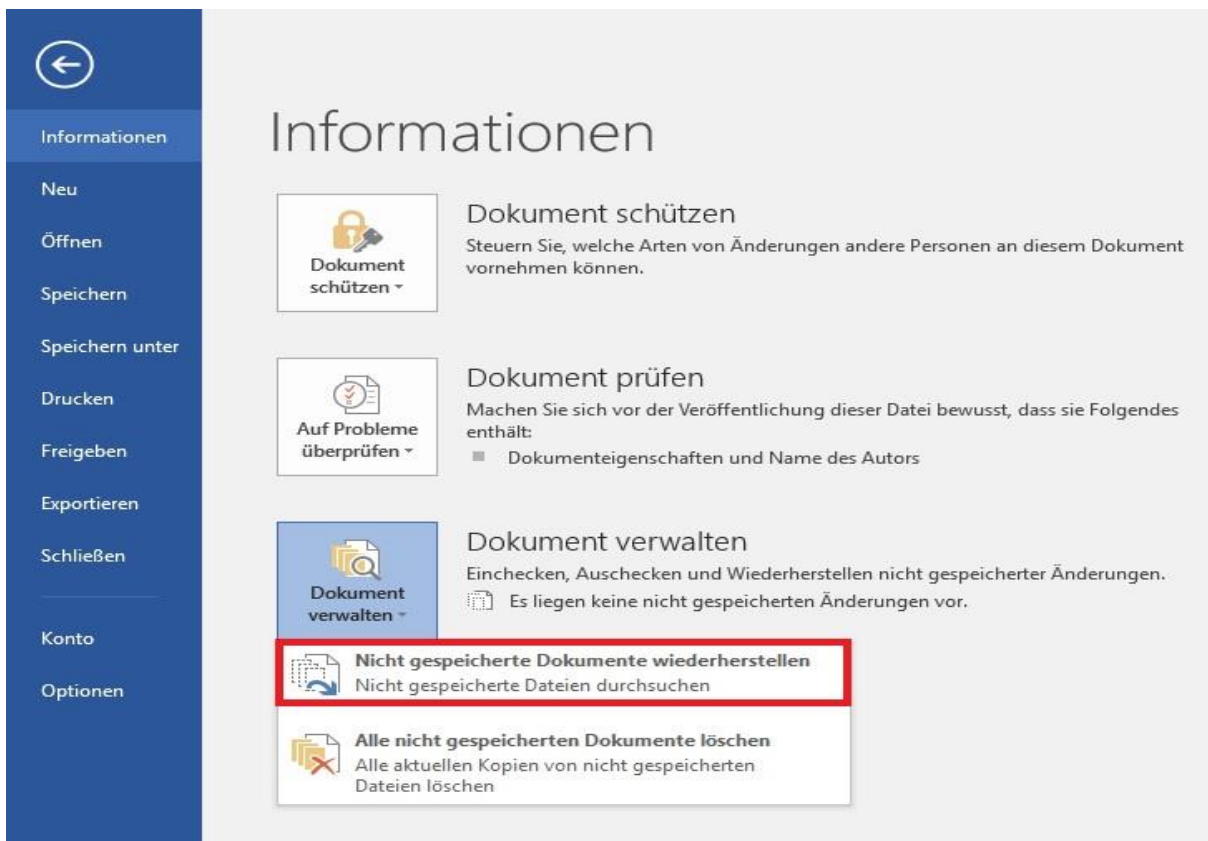 Informationen
Neu
Öffnen
Speichern
Speichern unter
Drucken
Freigeben
Exportieren
Schließen
Konto
Optionen
Informationen
Dokument
schützen
Dokument schützen
Steuern Sie, welche Arten von Änderungen andere Personen an diesem Dokument
vornehmen können.
Auf Probleme
überprüfen
Dokument prüfen
Machen Sie sich vor der Veröffentlichung dieser Datei bewusst, dass sie Folgendes
enthält:
Dokumenteigenschaften und Name des Autors
Dokument
verwalten
Dokument verwalten
Einchecken, Auschecken und Wiederherstellen nicht gespeicherter Änderungen.
Es liegen keine nicht gespeicherten Änderungen vor.
Nicht gespeicherte Dokumente wiederherstellen
Nicht gespeicherte Dateien durchsuchen
Alle nicht gespeicherten Dokumente löschen
Alle aktuellen Kopien von nicht gespeicherten
Dateien löschen